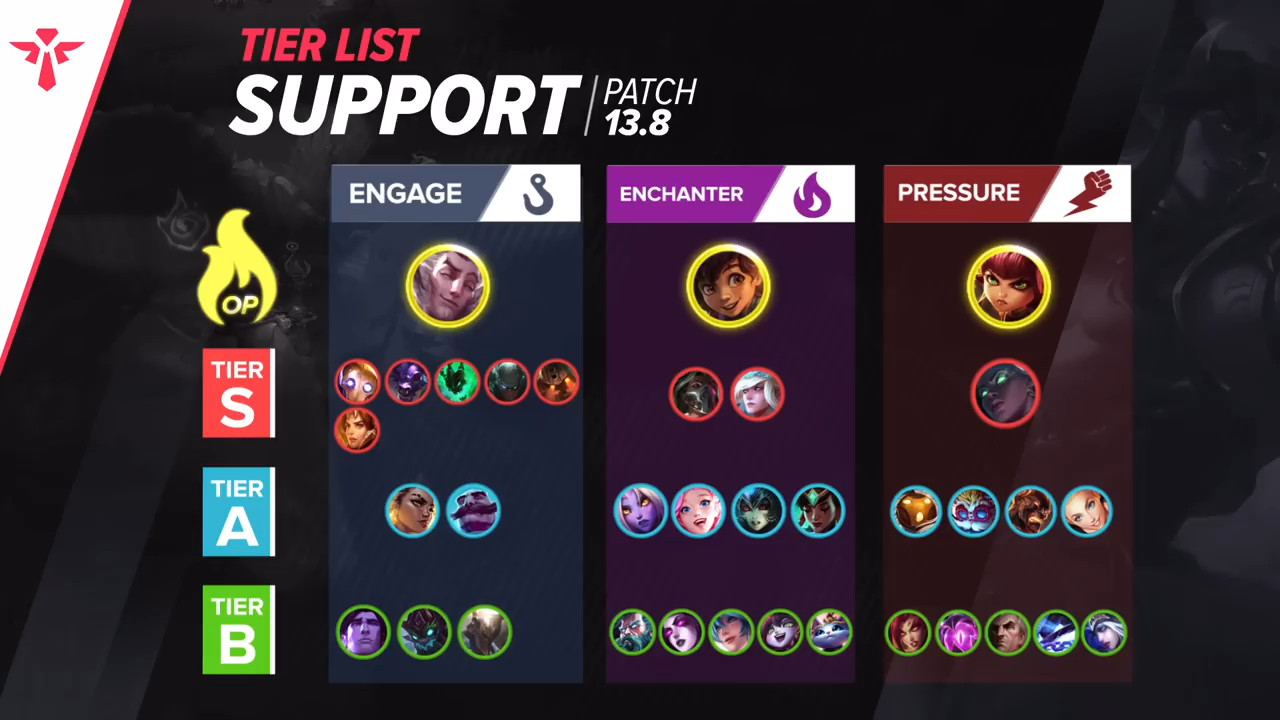 TIER LIST
SUPPORT
PATCH
13.8
ENGAGE
ENCHANTER
PRESSURE
OP
TIER
S
TIER
A
TIER
B